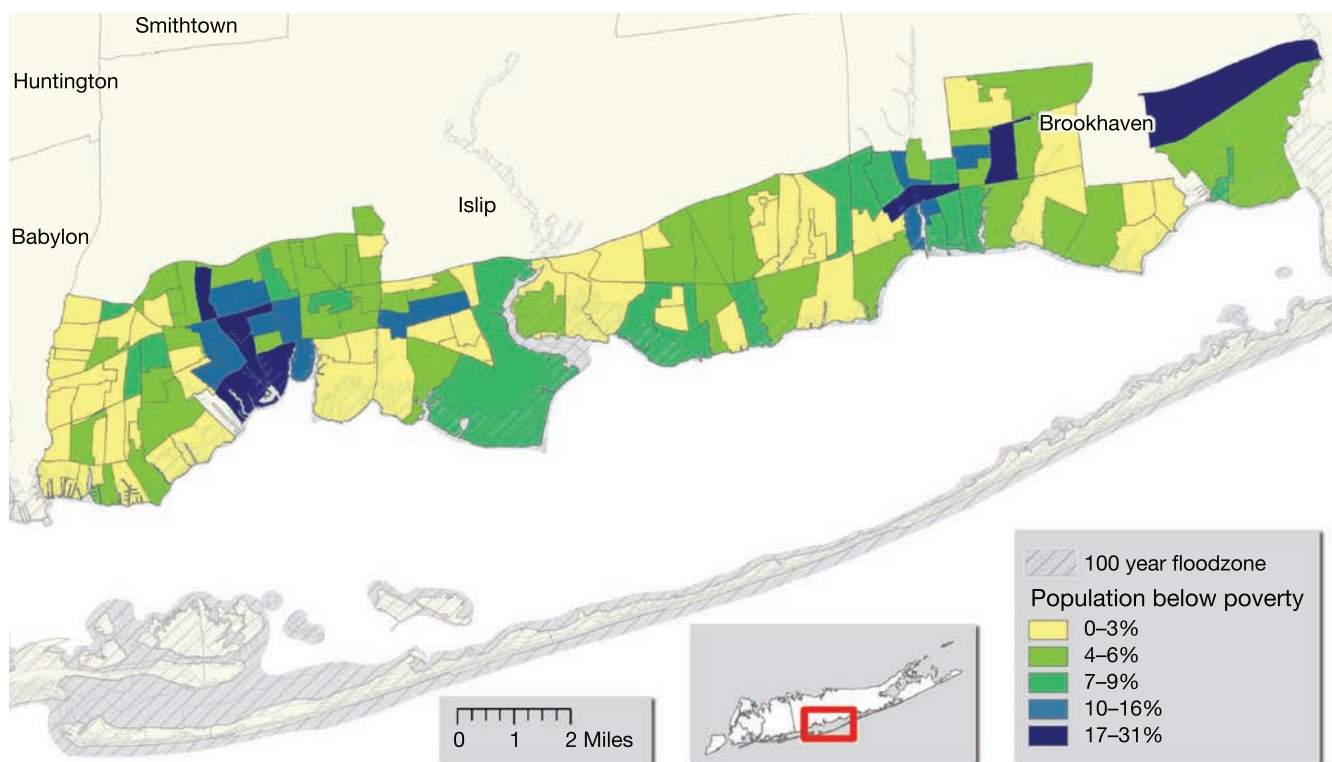 Smithtown
Huntington
Brookhaven
Islip
Babylon
100 year floodzone
Population below poverty
0–3%
4–6%
7–9%
10–16%
17–31%
0 1 2 Miles